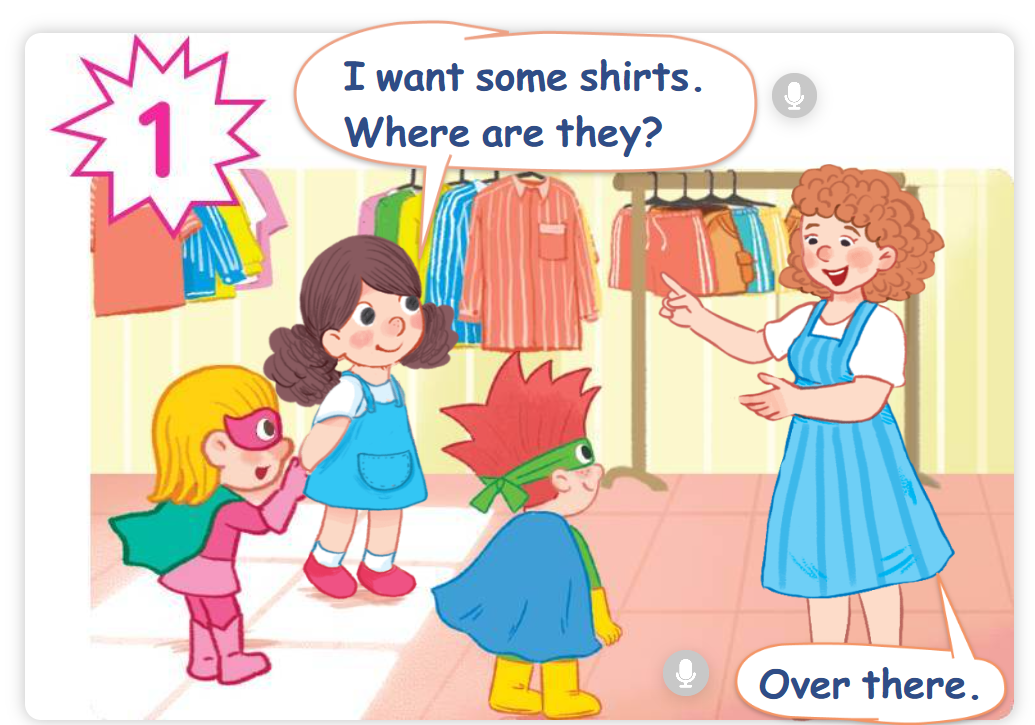 1
I want some shirts.
Where are they?
Over there.